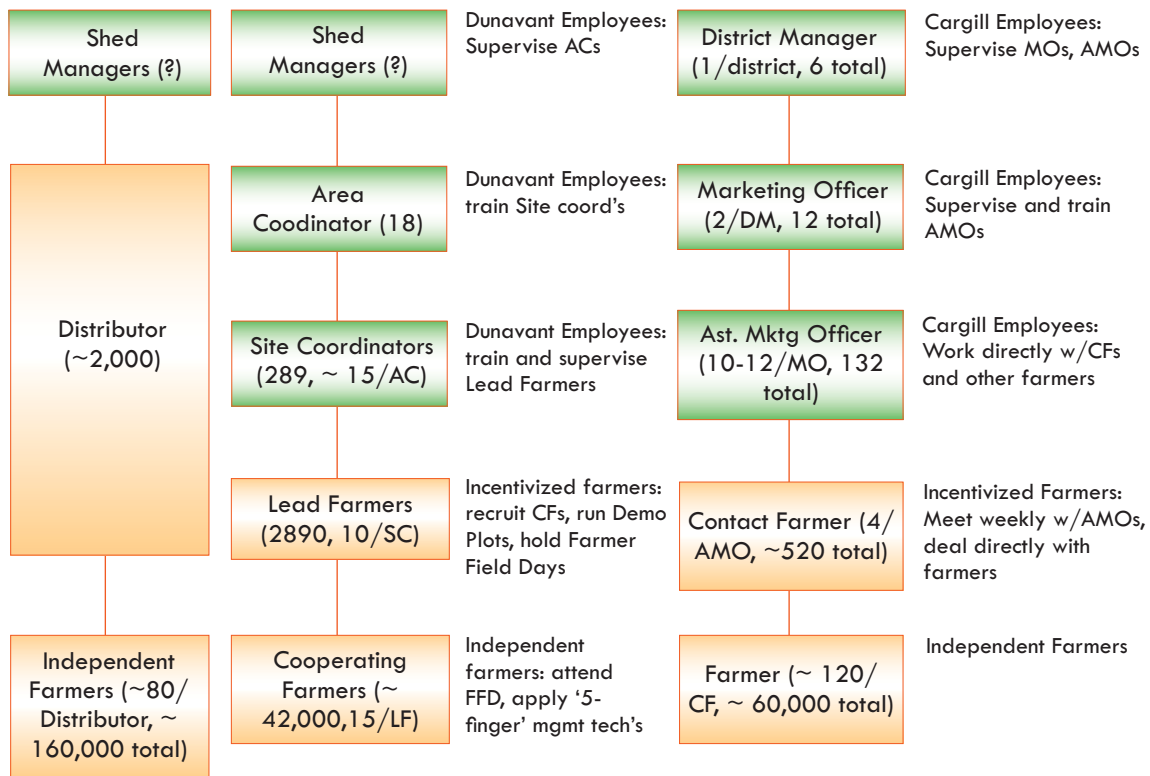 Shed
Managers (?)
Distributor
(~2,000)
Independent
Farmers (~80/
Distributor, ~
160,000 total)
Shed
Managers (?)
Dunavant Employees:
Supervise ACs
Area
Coodinator (18)
Dunavant Employees:
train Site coord’s
Site Coordinators
(289, ~ 15/AC)
Dunavant Employees:
train and supervise
Lead Farmers
Lead Farmers
(2890, 10/SC)
Incentivized farmers:
recruit CFs, run Demo
Plots, hold Farmer
Field Days
Cooperating
Farmers (~
42,000,15/LF)
Independent
farmers: attend
FFD, apply ‘5-
finger’ mgmt tech’s
District Manager
(1/district, 6 total)
Cargill Employees:
Supervise MOs, AMOs
Marketing Officer
(2/DM, 12 total)
Cargill Employees:
Supervise and train
AMOs
Ast. Mktg Officer
(10-12/MO, 132
total)
Cargill Employees:
Work directly w/CFs
and other farmers
Contact Farmer (4/
AMO, ~520 total)
Incentivized Farmers:
Meet weekly w/AMOs,
deal directly with
farmers
Farmer (~ 120/
CF, ~ 60,000 total)
Independent Farmers